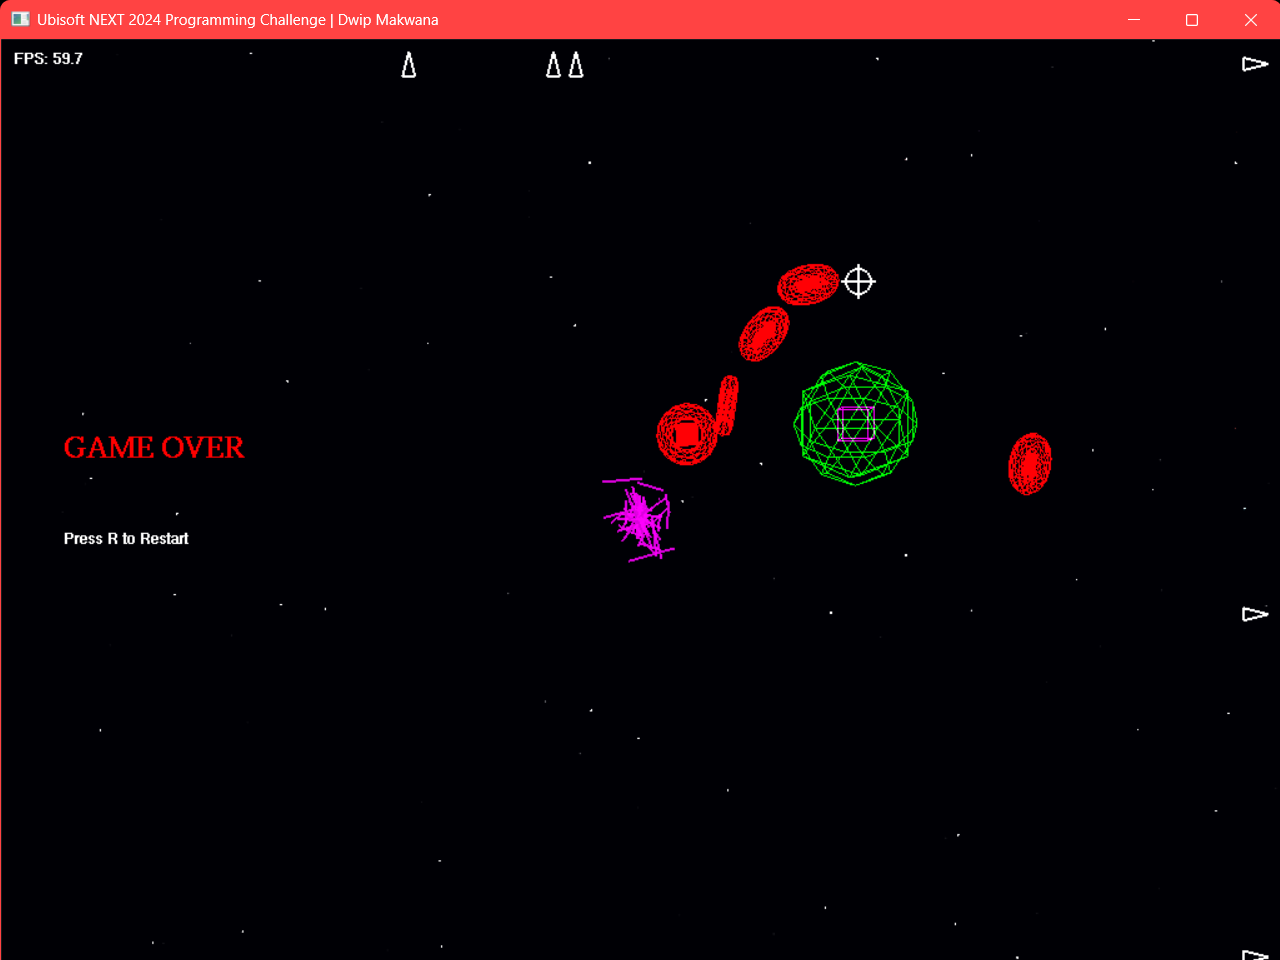 Ubisoft NEXT 2024 Programming Challenge | Dwip Makwana
FPS: 59.7
GAME OVER
Press R to Restart